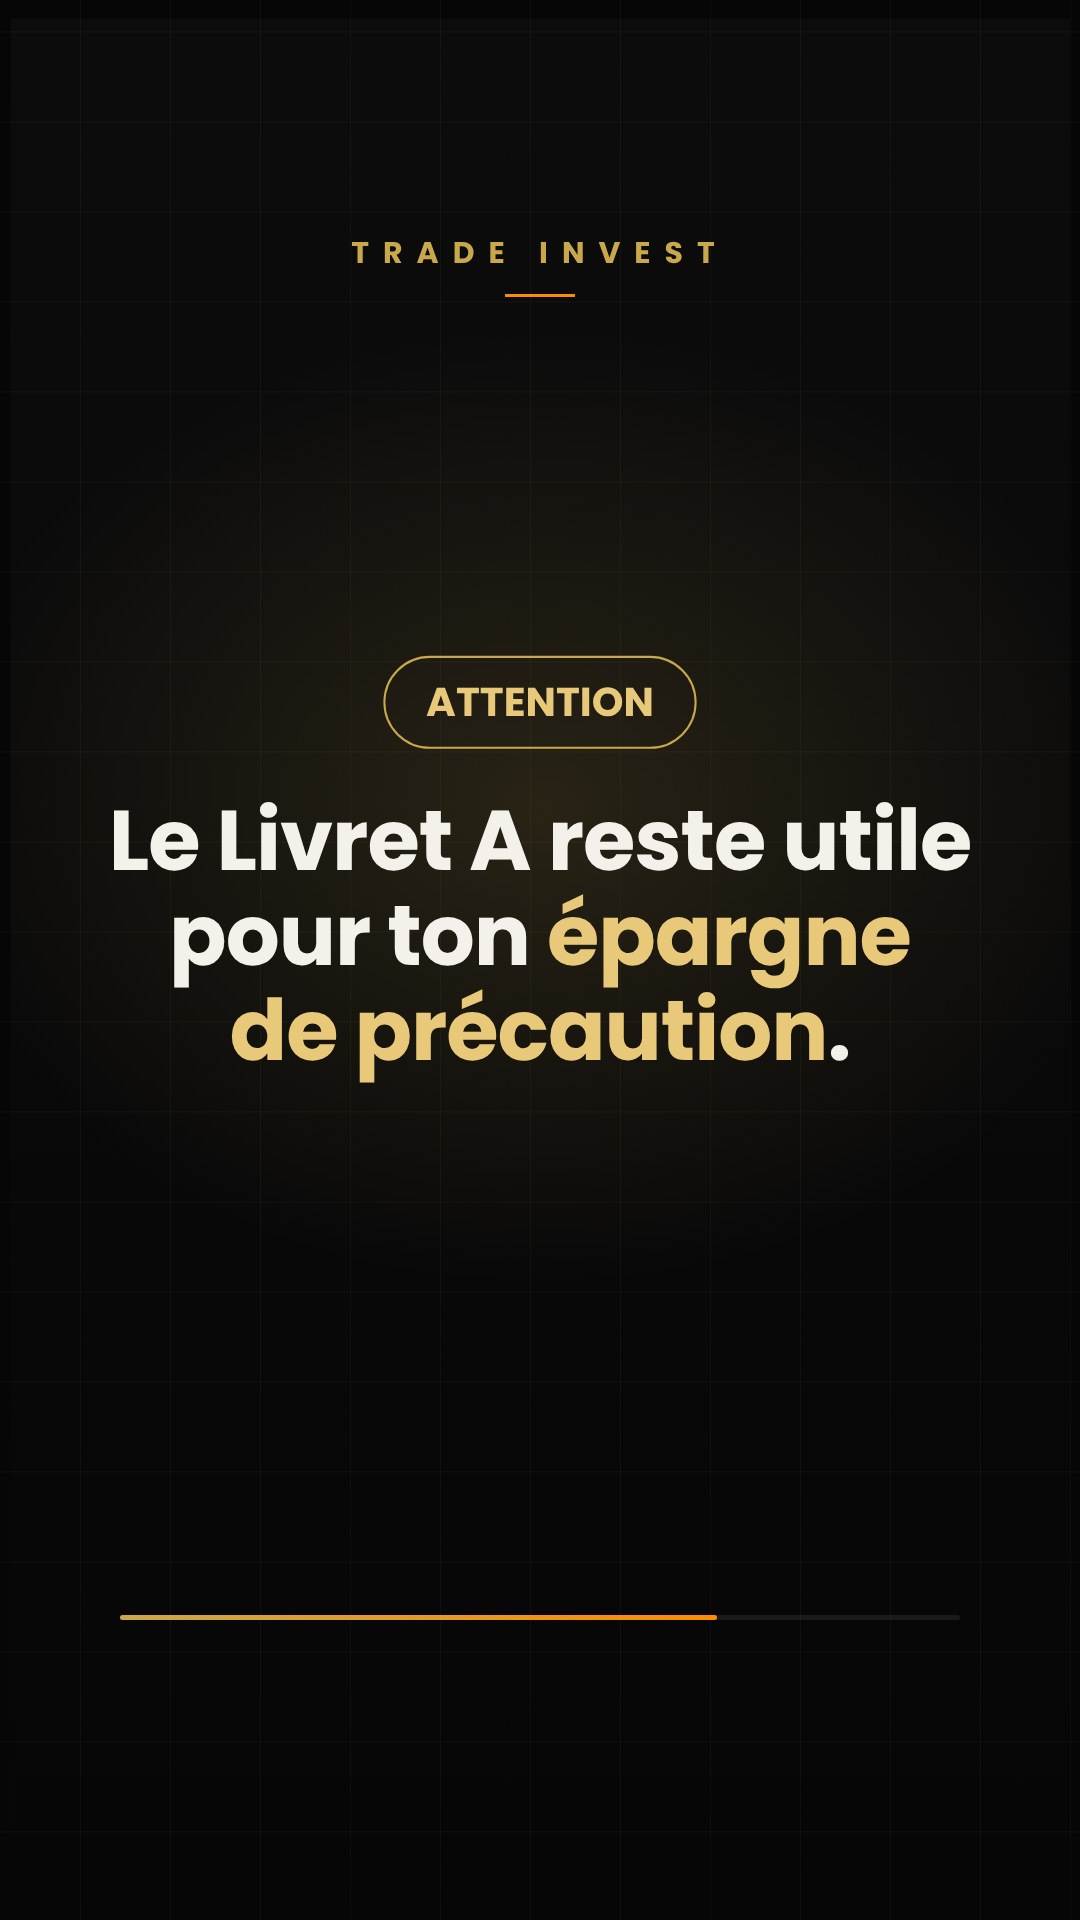 TRADE INVEST
ATTENTION
Le Livret A reste utile
pour ton épargne
de précaution.